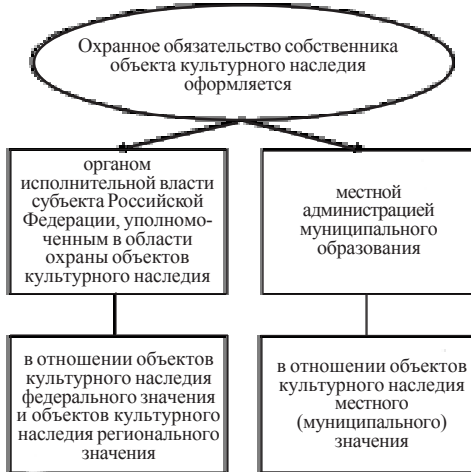 Охранное обязательство собственника
объекта культурного наследия
оформляется
органом
исполнительной власти
субъекта Российской
Федерации, уполномо-
ченным в области
охраны объектов
культурного наследия
местной
администрацией
муниципального
образования
в отношении объектов
культурного наследия
федерального значения
и объектов культурного
наследия регионального
значения
в отношении объектов
культурного наследия
местного
(муниципального)
значения